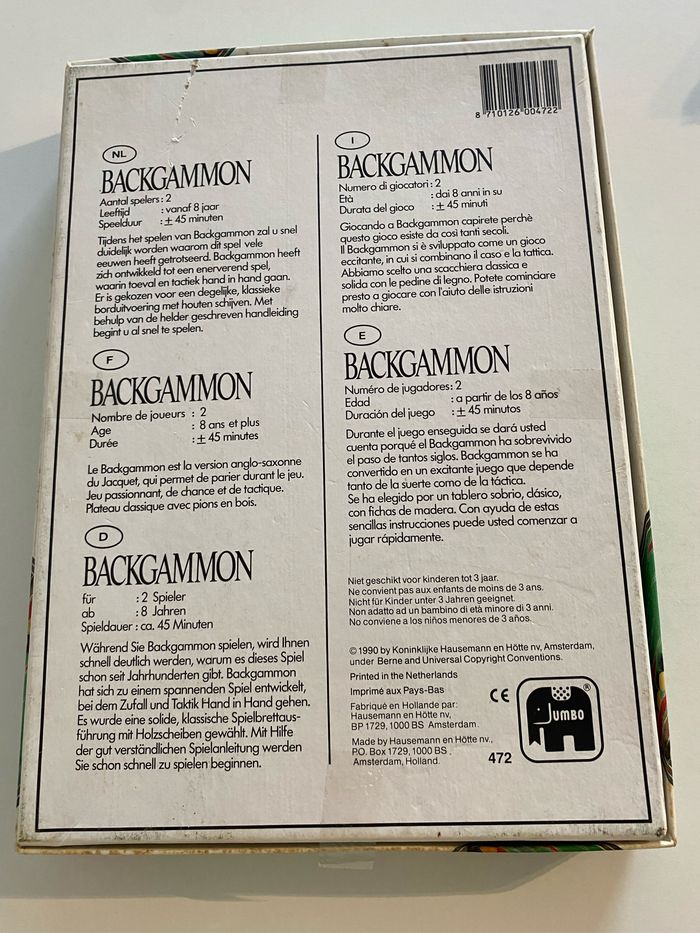 8 710126 004722
NL
BACKGAMMON
Aantal spelers: 2
Leeftijd : vanaf 8 jaar
Speelduur : ± 45 minuten
Tijdens het spelen van Backgammon zal u snel
duidelijk worden waarom dit spel vele
eeuwen heeft getrotseerd. Backgammon heeft
zich ontwikkeld tot een enerverend spel,
waarin toeval en tactiek hand in hand gaan.
Er is gekozen voor een degelijke, klassieke
borduitvoering met houten schijven. Met
behulp van de helder geschreven handleiding
begint u al snel te spelen.
F
BACKGAMMON
Nombre de joueurs : 2
Age : 8 ans et plus
Durée : ± 45 minutes
Le Backgammon est la version anglo-saxonne
du Jacquet, qui permet de parier durant le jeu.
Jeu passionnant, de chance et de tactique.
Plateau classique avec pions en bois.
D
BACKGAMMON
für : 2 Spieler
ab : 8 Jahren
Spieldauer : ca. 45 Minuten
Während Sie Backgammon spielen, wird Ihnen
schnell deutlich werden, warum es dieses Spiel
schon seit Jahrhunderten gibt. Backgammon
hat sich zu einem spannenden Spiel entwickelt,
bei dem Zufall und Taktik Hand in Hand gehen.
Es wurde eine solide, klassische Spielbrettaus-
führung mit Holzscheiben gewählt. Mit Hilfe
der gut verständlichen Spielanleitung werden
Sie schon schnell zu spielen beginnen.
I
BACKGAMMON
Numero di giocatori: 2
Età : dai 8 anni in su
Durata del gioco : ± 45 minuti
Giocando a Backgammon capirete perchè
questo gioco esiste da così tanti secoli.
Il Backgammon si è sviluppato come un gioco
eccitante, in cui si combinano il caso e la tattica.
Abbiamo scelto una scacchiera classica e
solida con le pedine di legno. Potete cominciare
presto a giocare con l'aiuto delle istruzioni
molto chiare.
E
BACKGAMMON
Numéro de jugadores: 2
Edad : a partir de los 8 años
Duración del juego : ± 45 minutos
Durante el juego enseguida se dará usted
cuenta porqué el Backgammon ha sobrevivido
el paso de tantos siglos. Backgammon se ha
convertido en un exitante juego que depende
tanto de la suerte como de la táctica.
Se ha elegido por un tablero sobrio, clásico,
con fichas de madera. Con ayuda de estas
sencillas instrucciones puede usted comenzar a
jugar rápidamente.
Niet geschikt voor kinderen tot 3 jaar.
Ne convient pas aux enfants de moins de 3 ans.
Nicht für Kinder unter 3 Jahren geeignet.
Non adatto ad un bambino di età minore di 3 anni.
No conviene a los niños menores de 3 años.
© 1990 by Koninklijke Hausemann en Hötte nv, Amsterdam,
under Berne and Universal Copyright Conventions.
Printed in the Netherlands
Imprimé aux Pays-Bas
Fabriqué en Hollande par:
Hausemann en Hötte nv,
BP 1729, 1000 BS Amsterdam.
Made by Hausemann en Hötte nv.,
P.O. Box 1729, 1000 BS
Amsterdam, Holland.
CE
472
JUMBO
®